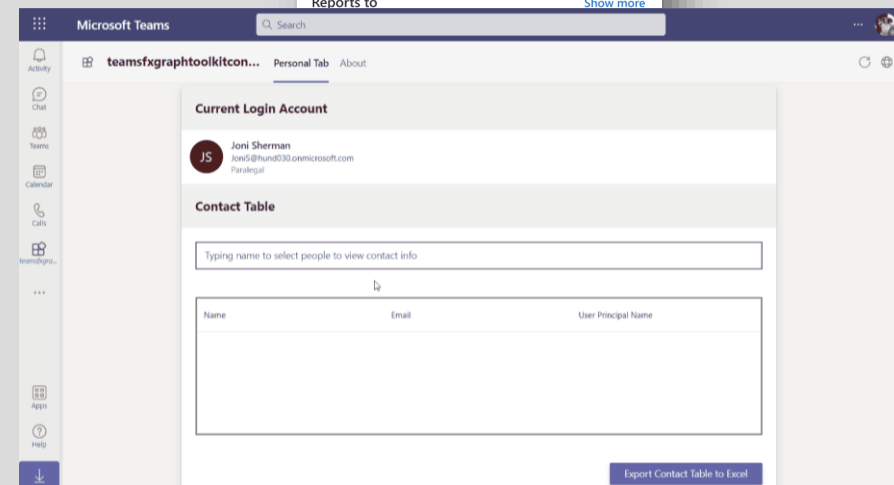 Reports to
Show more
Microsoft Teams
Search
Activity
teamsfxgraphtoolkitcon...
Personal Tab
About
Chat
Current Login Account
JS
Joni Sherman
JoniS@hund030.onmicrosoft.com
Paralegal
Teams
Calendar
Contact Table
Calls
Typing name to select people to view contact info
teamsfxgra...
Name
Email
User Principal Name
Apps
Help
Export Contact Table to Excel